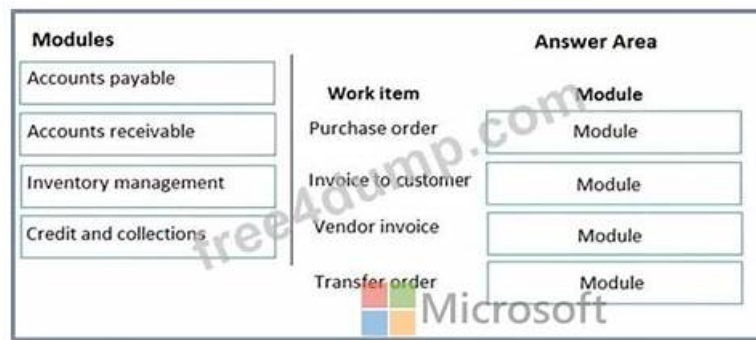 Modules
Answer Area
Accounts payable
Accounts receivable
Inventory management
Credit and collections
Work item
Module
Purchase order
Module
Invoice to customer
Module
Vendor invoice
Module
Transfer order
Module
free4dump.com
Microsoft